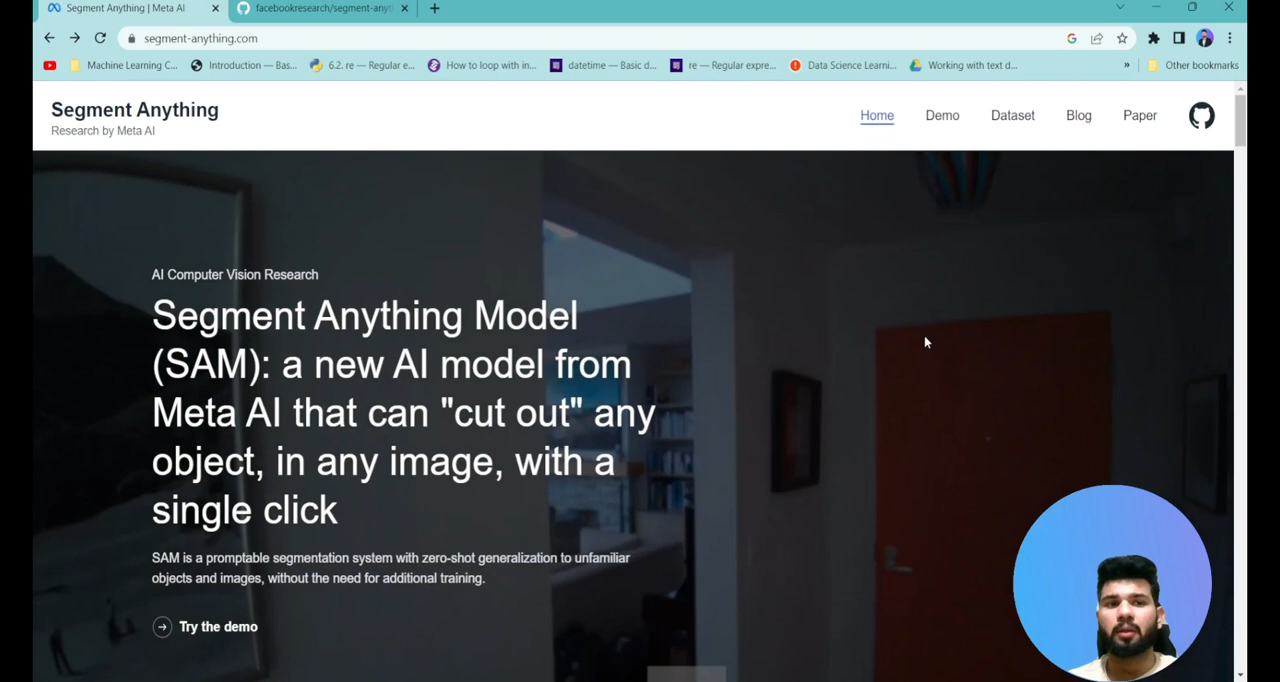 Segment Anything | Meta AI
facebookresearch/segment-anyt
segment-anything.com
Machine Learning C...
Introduction — Bas...
6.2. re — Regular e...
How to loop with in...
datetime — Basic d...
re — Regular expre...
Data Science Learni...
Working with text d...
»
Other bookmarks
Segment Anything
Research by Meta AI
Home
Demo
Dataset
Blog
Paper
AI Computer Vision Research
Segment Anything Model
(SAM): a new AI model from
Meta AI that can "cut out" any
object, in any image, with a
single click
SAM is a promptable segmentation system with zero-shot generalization to unfamiliar
objects and images, without the need for additional training.
Try the demo